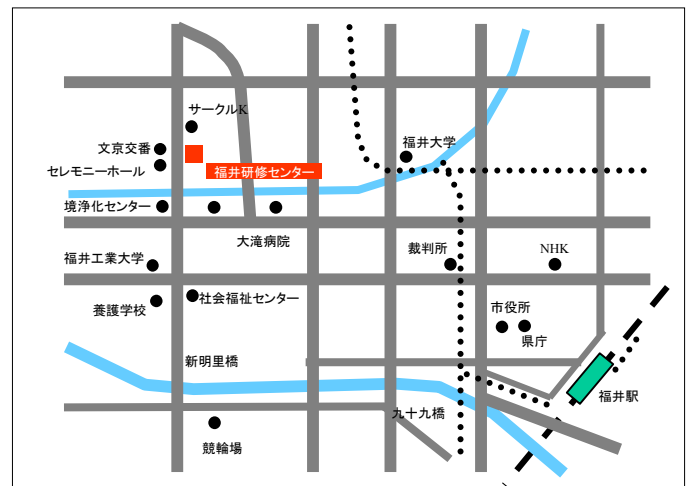 サークルK
文京交番
福井大学
セレモニーホール
福井研修センター
境浄化センター
大滝病院
裁判所
NHK
福井工業大学
養護学校
社会福祉センター
市役所
県庁
新明里橋
福井駅
九十九橋
競輪場